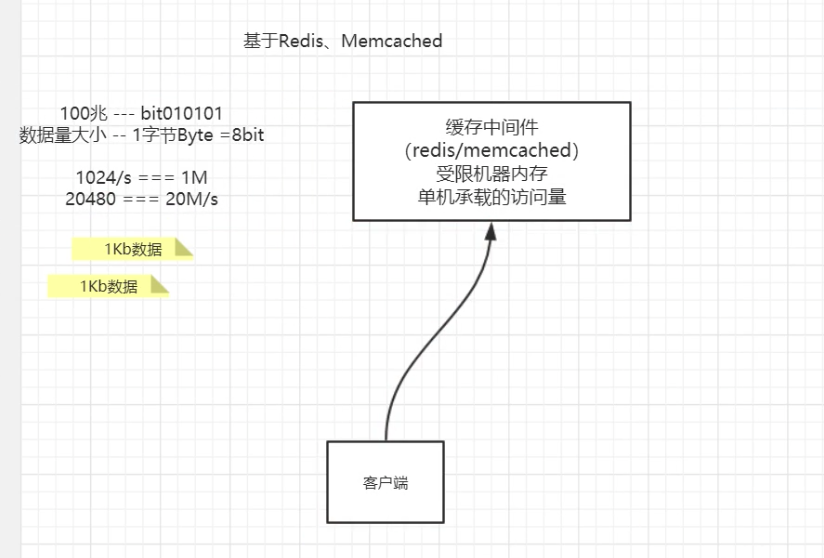 基于Redis、Memcached
100兆 --- bit010101
数据量大小 -- 1字节Byte =8bit
1024/s === 1M
20480 === 20M/s
1Kb数据
1Kb数据
缓存中间件
（redis/memcached）
受限机器内存
单机承载的访问量
客户端